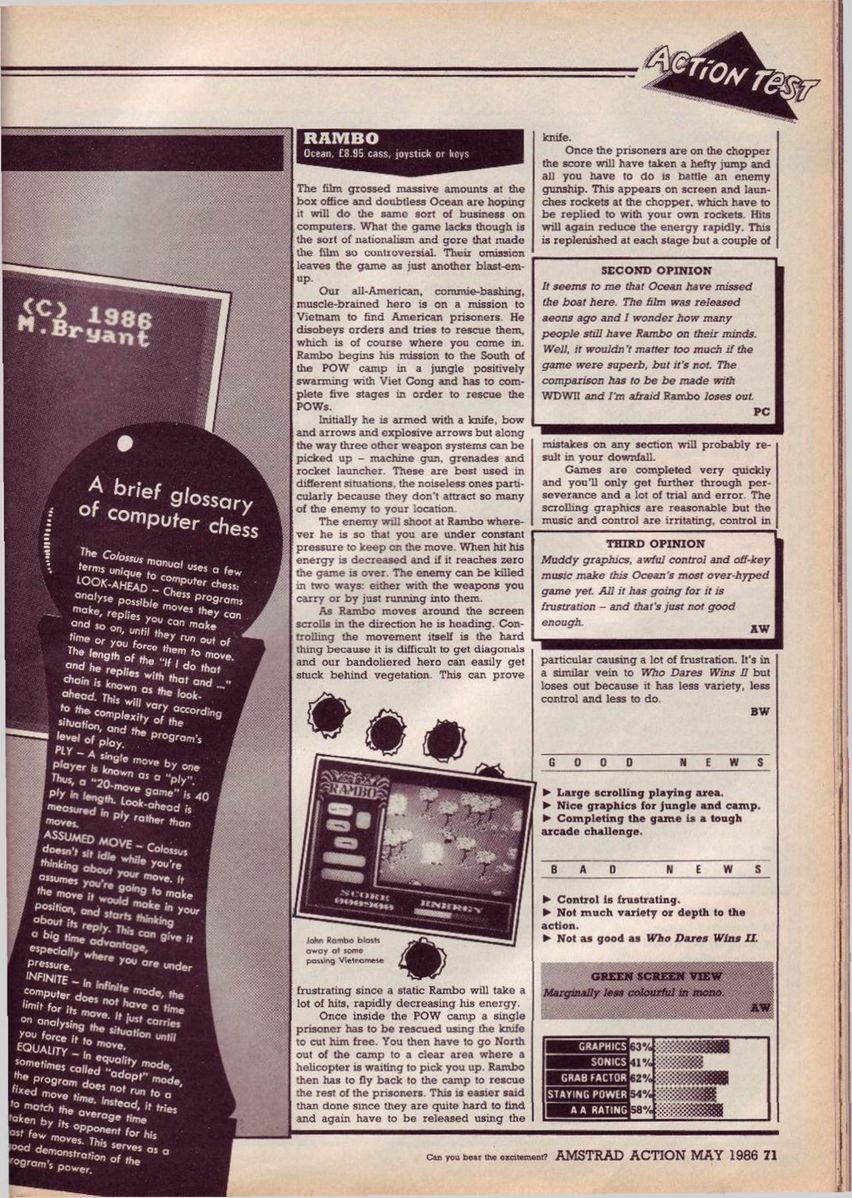 ACTION TEST
(C) 1986
M.Bryant
A brief glossary
of computer chess
The Colossus manual uses a few
terms unique to computer chess:
LOOK-AHEAD – Chess programs
analyse possible moves they can
make, replies you can make
and so on, until they run out of
time or you force them to move.
The length of the "If I do that
and he replies with that and ..."
chain is known as the look-
ahead. This will vary according
to the complexity of the
situation, and the program's
level of play.
PLY – A single move by one
player is known as a "ply".
Thus, a "20-move game" is 40
ply in length. Look-ahead is
measured in ply rather than
moves.
ASSUMED MOVE – Colossus
doesn't sit idle while you're
thinking about your move. It
assumes you're going to make
the move it would make in your
position, and starts thinking
about its reply. This can give it
a big time advantage,
especially where you are under
pressure.
INFINITE – In infinite mode, the
computer does not have a time
limit for its move. It just carries
on analysing the situation until
you force it to move.
EQUALITY – In equality mode,
sometimes called "adapt" mode,
the program does not run to a
fixed move time. Instead, it tries
to match the average time
taken by its opponent for his
ast few moves. This serves as a
ood demonstration of the
rogram's power.
RAMBO
Ocean, £8.95 cass, joystick or keys
The film grossed massive amounts at the
box office and doubtless Ocean are hoping
it will do the same sort of business on
computers. What the game lacks though is
the sort of nationalism and gore that made
the film so controversial. Their omission
leaves the game as just another blast-em-
up.
Our all-American, commie-bashing,
muscle-brained hero is on a mission to
Vietnam to find American prisoners. He
disobeys orders and tries to rescue them,
which is of course where you come in.
Rambo begins his mission to the South of
the POW camp in a jungle positively
swarming with Viet Cong and has to com-
plete five stages in order to rescue the
POWs.
Initially he is armed with a knife, bow
and arrows and explosive arrows but along
the way three other weapon systems can be
picked up – machine gun, grenades and
rocket launcher. These are best used in
different situations, the noiseless ones parti-
cularly because they don't attract so many
of the enemy to your location.
The enemy will shoot at Rambo where-
ver he is so that you are under constant
pressure to keep on the move. When hit his
energy is decreased and if it reaches zero
the game is over. The enemy can be killed
in two ways: either with the weapons you
carry or by just running into them.
As Rambo moves around the screen
scrolls in the direction he is heading. Con-
trolling the movement itself is the hard
thing because it is difficult to get diagonals
and our bandoliered hero can easily get
stuck behind vegetation. This can prove
RAMBO
SCORE
ENERGY
John Rambo blasts
away at some
passing Vietnamese
frustrating since a static Rambo will take a
lot of hits, rapidly decreasing his energy.
Once inside the POW camp a single
prisoner has to be rescued using the knife
to cut him free. You then have to go North
out of the camp to a clear area where a
helicopter is waiting to pick you up. Rambo
then has to fly back to the camp to rescue
the rest of the prisoners. This is easier said
than done since they are quite hard to find
and again have to be released using the
knife.
Once the prisoners are on the chopper
the score will have taken a hefty jump and
all you have to do is battle an enemy
gunship. This appears on screen and laun-
ches rockets at the chopper, which have to
be replied to with your own rockets. Hits
will again reduce the energy rapidly. This
is replenished at each stage but a couple of
SECOND OPINION
It seems to me that Ocean have missed
the boat here. The film was released
aeons ago and I wonder how many
people still have Rambo on their minds.
Well, it wouldn't matter too much if the
game were superb, but it's not. The
comparison has to be be made with
WDWII and I'm afraid Rambo loses out.
PC
mistakes on any section will probably re-
sult in your downfall.
Games are completed very quickly
and you'll only get further through per-
severance and a lot of trial and error. The
scrolling graphics are reasonable but the
music and control are irritating, control in
THIRD OPINION
Muddy graphics, awful control and off-key
music make this Ocean's most over-hyped
game yet. All it has going for it is
frustration – and that's just not good
enough.
AW
particular causing a lot of frustration. It's in
a similar vein to Who Dares Wins II but
loses out because it has less variety, less
control and less to do.
BW
GOOD NEWS
► Large scrolling playing area.
► Nice graphics for jungle and camp.
► Completing the game is a tough
arcade challenge.
BAD NEWS
► Control is frustrating.
► Not much variety or depth to the
action.
► Not as good as Who Dares Wins II.
GREEN SCREEN VIEW
Marginally less colourful in mono.
AW
GRAPHICS 63%
SONICS 41%
GRAB FACTOR 62%
STAYING POWER 54%
AA RATING 58%
Can you bear the excitement? AMSTRAD ACTION MAY 1986 71